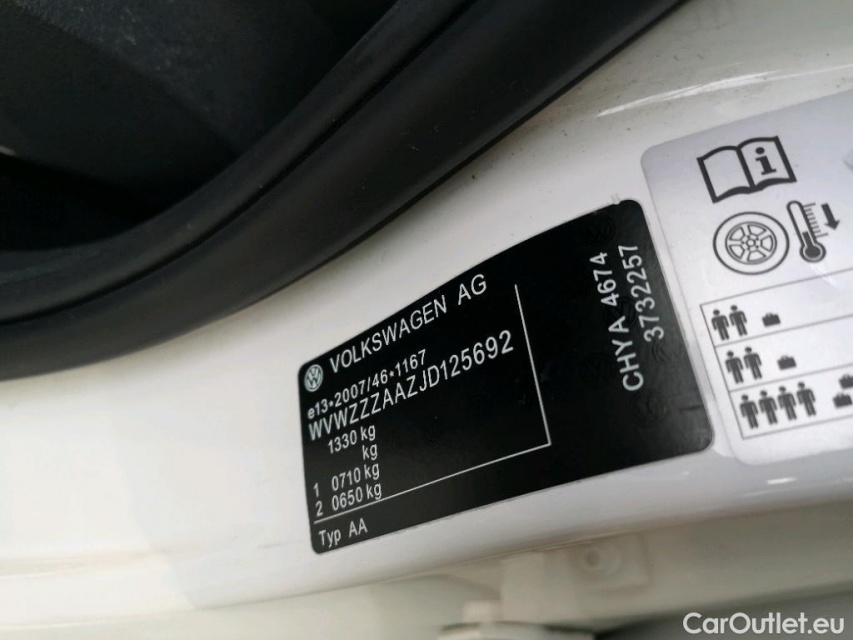 VOLKSWAGEN AG
e13*2007/46*1167
WVWZZZAAZJD125692
1330 kg
kg
1 0710 kg
2 0650 kg
Typ AA
CHYA 4674
3732257
i
CarOutlet.eu